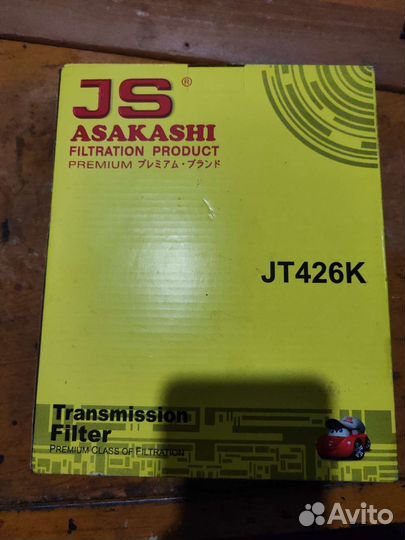 JS®
ASAKASHI
FILTRATION PRODUCT
PREMIUM プレミアム・ブランド
JT426K
Transmission
Filter
PREMIUM CLASS OF FILTRATION
Avito